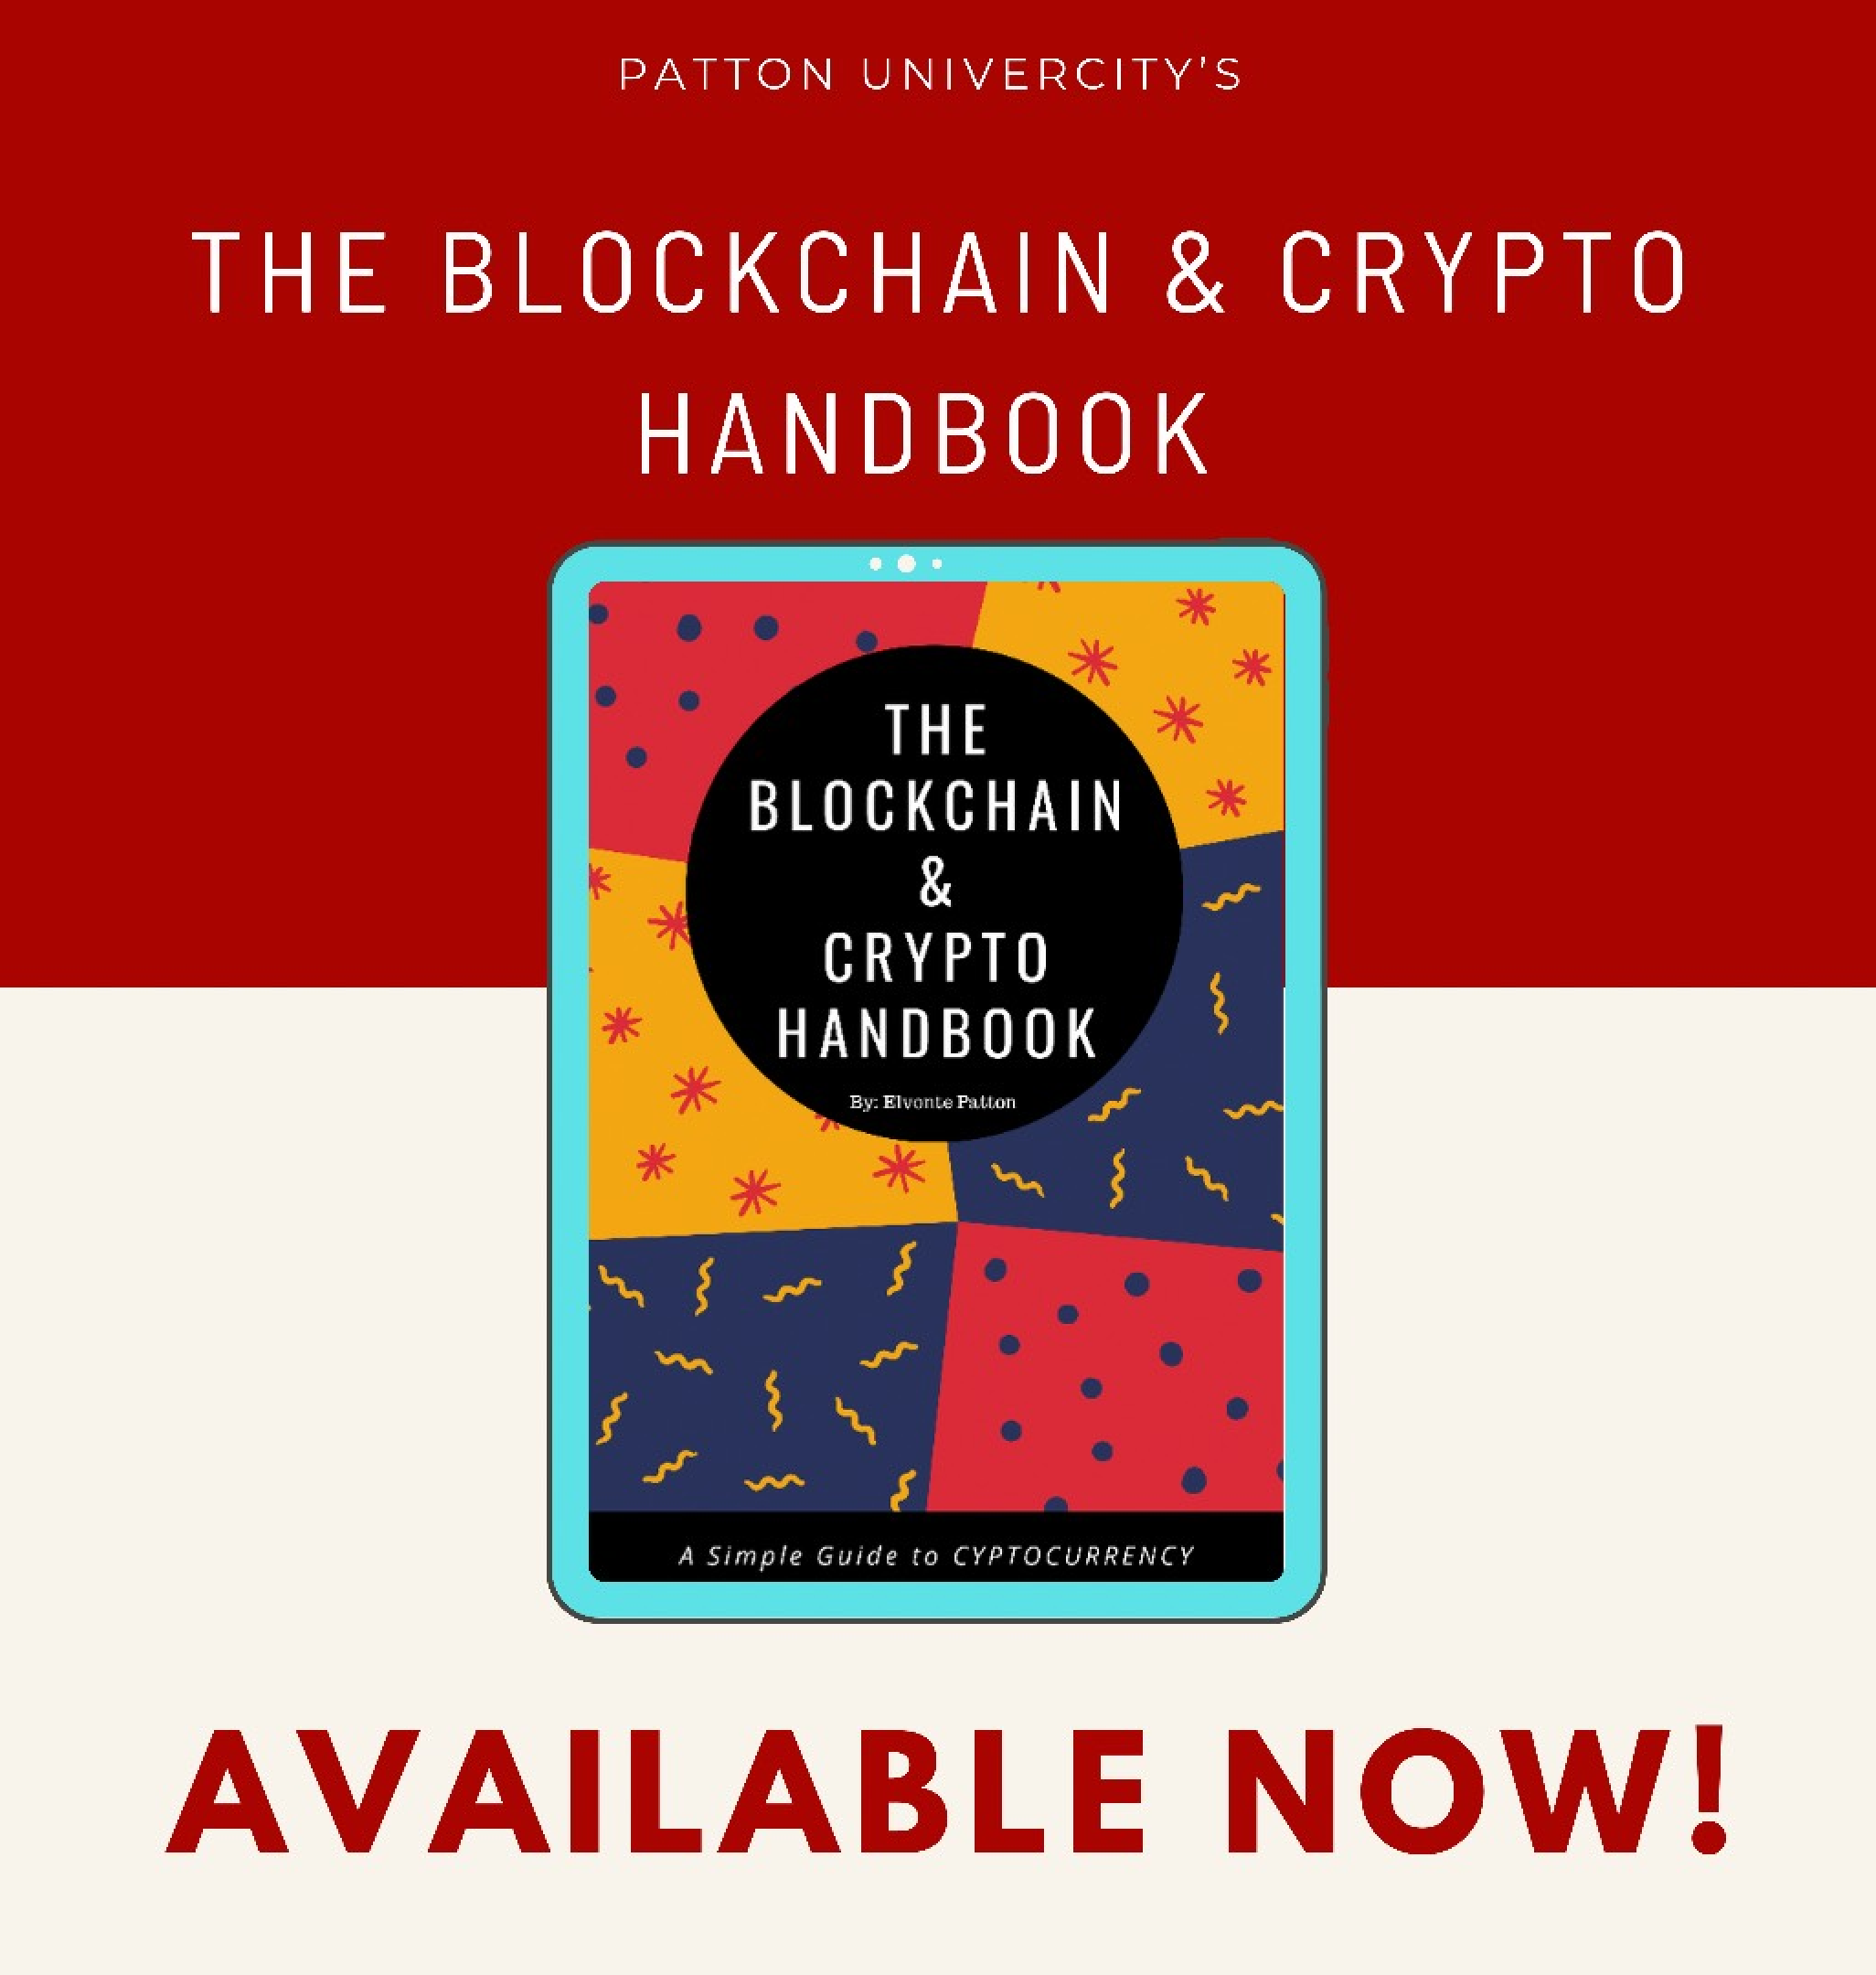 PATTON UNIVERCITY'S
THE BLOCKCHAIN & CRYPTO
HANDBOOK
THE
BLOCKCHAIN
&
CRYPTO
HANDBOOK
By: Elvonte Patton
A Simple Guide to CYPTOCURRENCY
AVAILABLE NOW!